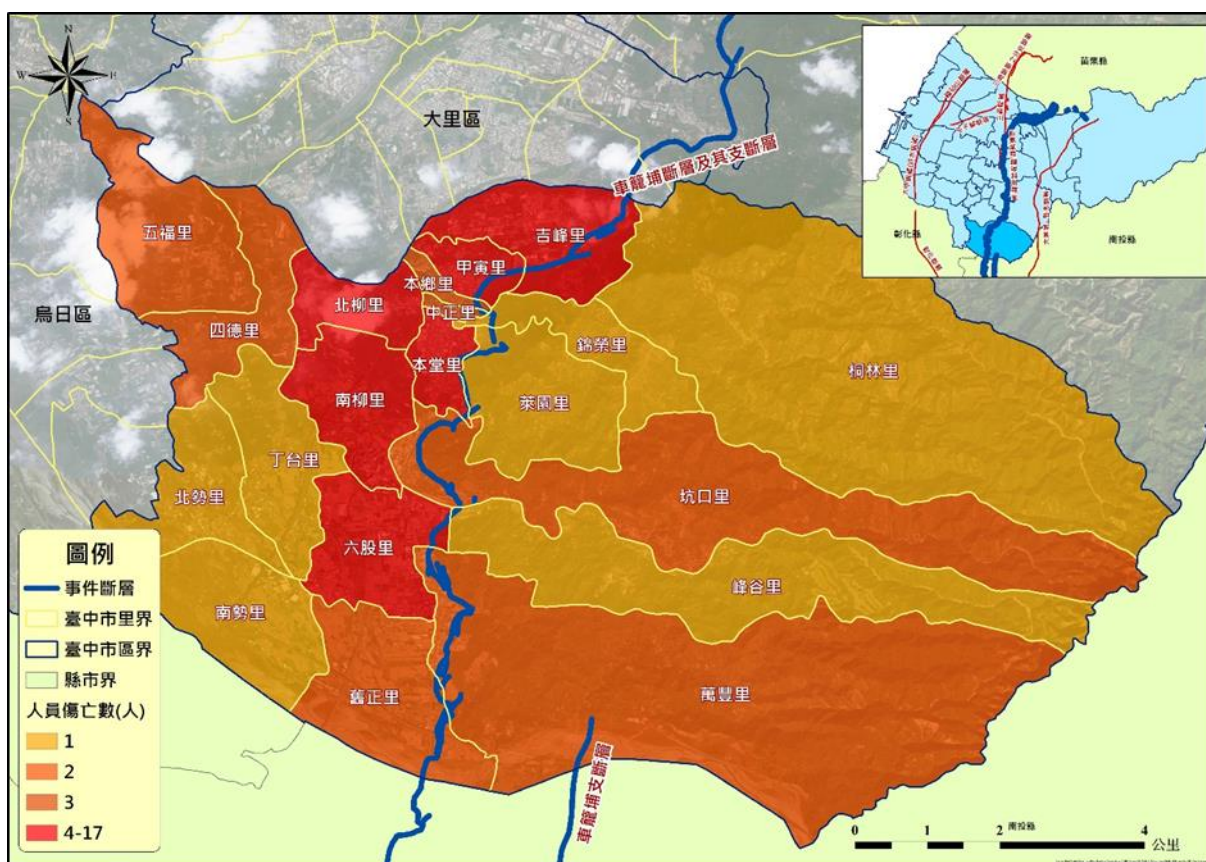 N
W
E
S
大里區
烏日區
車籠埔斷層及其支斷層
五福里
吉峰里
甲寅里
本鄉里
北柳里
中正里
四德里
錦榮里
本堂里
桐林里
南柳里
萊園里
丁台里
北勢里
坑口里
六股里
峰谷里
南勢里
舊正里
萬豐里
車籠埔支斷層
苗栗縣
彰化縣
南投縣
圖例
事件斷層
臺中市里界
臺中市區界
縣市界
人員傷亡數(人)
1
2
3
4-17
南投縣
0 1 2 4
公里